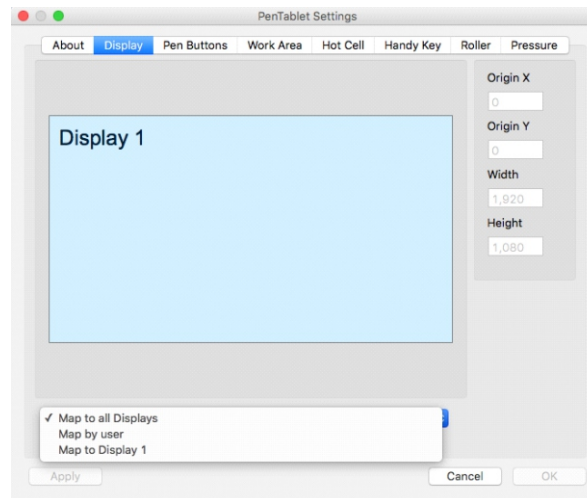 PenTablet Settings
About Display Pen Buttons Work Area Hot Cell Handy Key Roller Pressure
Display 1
Origin X
0
Origin Y
0
Width
1,920
Height
1,080
✓ Map to all Displays
Map by user
Map to Display 1
Apply Cancel OK